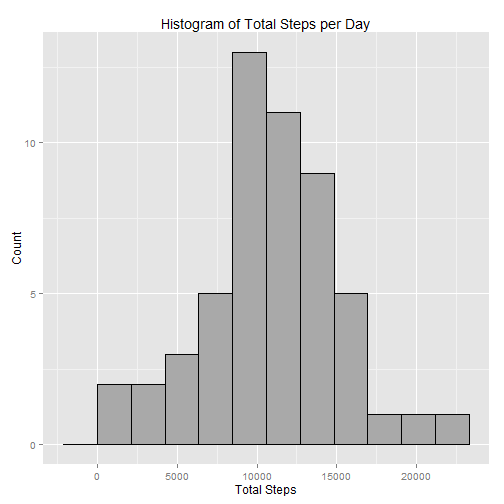 Histogram of Total Steps per Day
10
5
0
Count
0 5000 10000 15000 20000
Total Steps